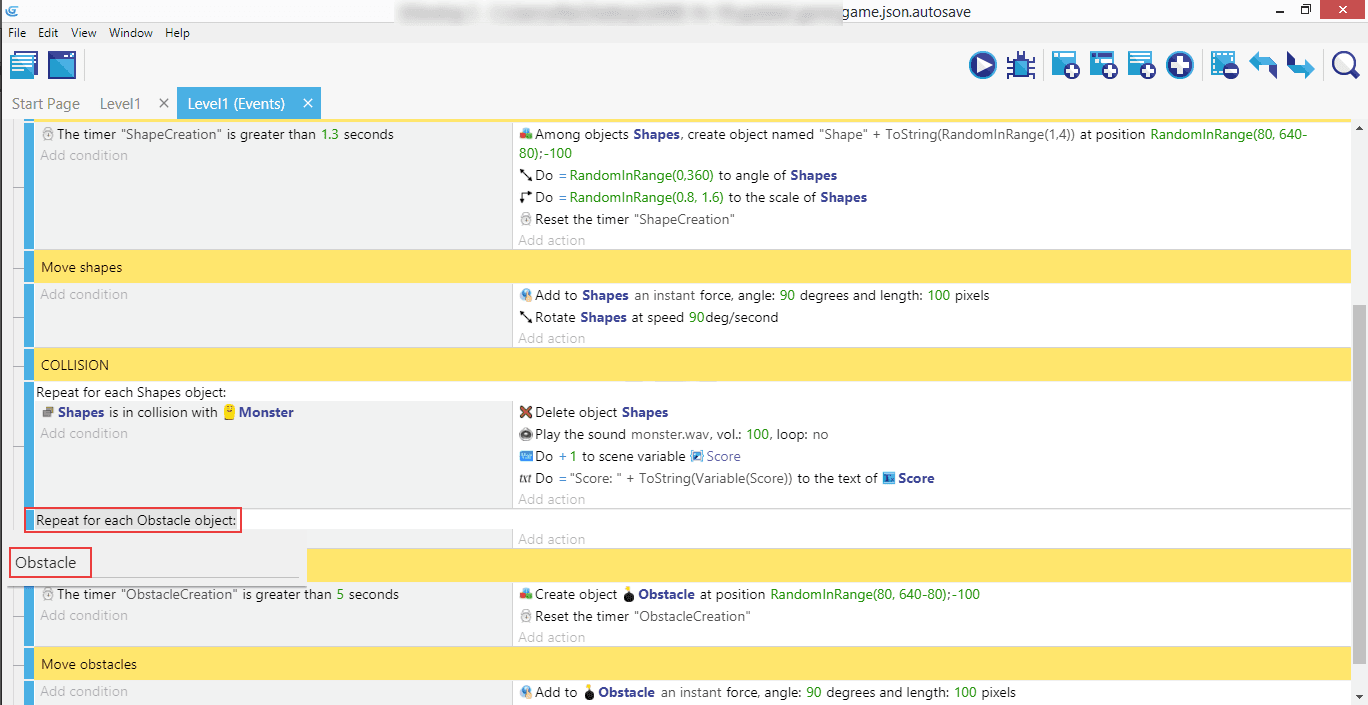 game.json.autosave
File Edit View Window Help
Start Page Level1 Level1 (Events)
The timer "ShapeCreation" is greater than 1.3 seconds
Add condition
Among objects Shapes, create object named "Shape" + ToString(RandomInRange(1,4)) at position RandomInRange(80, 640-
80);-100
Do = RandomInRange(0,360) to angle of Shapes
Do = RandomInRange(0.8, 1.6) to the scale of Shapes
Reset the timer "ShapeCreation"
Add action
Move shapes
Add condition
Add to Shapes an instant force, angle: 90 degrees and length: 100 pixels
Rotate Shapes at speed 90deg/second
Add action
COLLISION
Repeat for each Shapes object:
Shapes is in collision with Monster
Add condition
Delete object Shapes
Play the sound monster.wav, vol.: 100, loop: no
Do + 1 to scene variable Score
txt Do = "Score: " + ToString(Variable(Score)) to the text of Score
Add action
Repeat for each Obstacle object:
Add action
Obstacle
The timer "ObstacleCreation" is greater than 5 seconds
Add condition
Create object Obstacle at position RandomInRange(80, 640-80);-100
Reset the timer "ObstacleCreation"
Add action
Move obstacles
Add condition
Add to Obstacle an instant force, angle: 90 degrees and length: 100 pixels